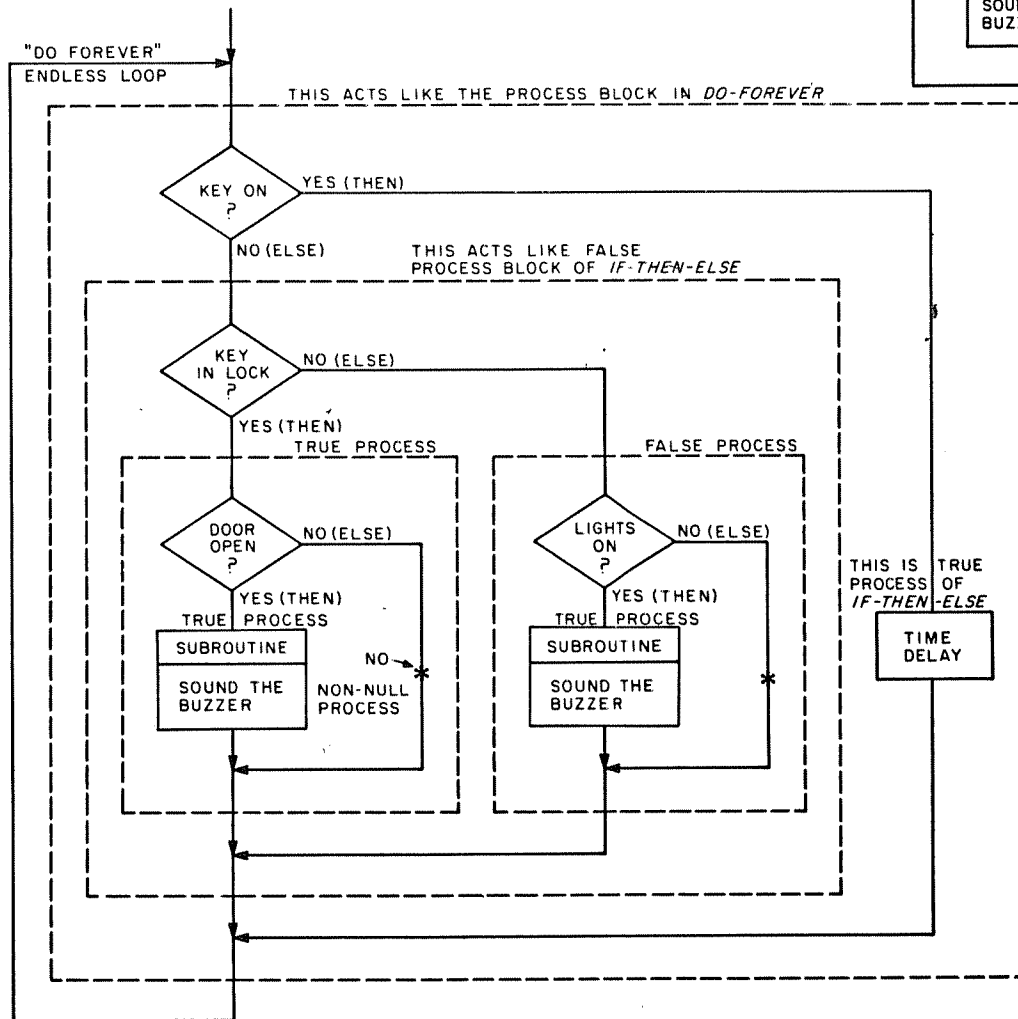 "DO FOREVER"
ENDLESS LOOP
THIS ACTS LIKE THE PROCESS BLOCK IN DO-FOREVER
KEY ON
?
YES (THEN)
NO (ELSE)
THIS ACTS LIKE FALSE
PROCESS BLOCK OF IF-THEN-ELSE
KEY
IN LOCK
?
NO (ELSE)
YES (THEN)
TRUE PROCESS
FALSE PROCESS
DOOR
OPEN
?
NO (ELSE)
YES (THEN)
TRUE PROCESS
SUBROUTINE
SOUND THE
BUZZER
NO
*
NON-NULL
PROCESS
LIGHTS
ON
?
NO (ELSE)
YES (THEN)
TRUE PROCESS
SUBROUTINE
SOUND THE
BUZZER
*
THIS IS TRUE
PROCESS OF
IF-THEN-ELSE
TIME
DELAY